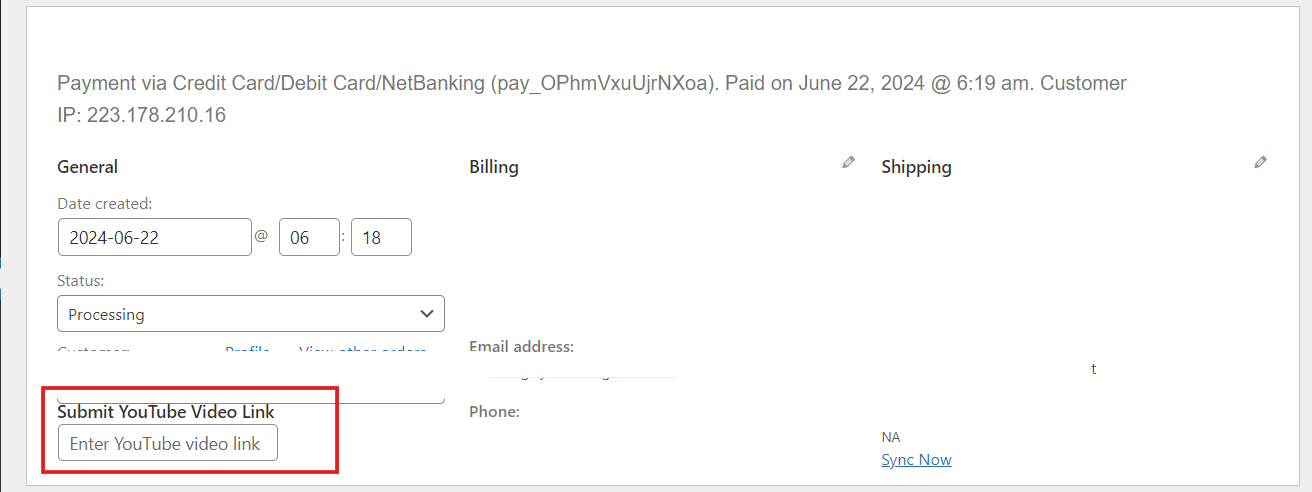 Payment via Credit Card/Debit Card/NetBanking (pay_OPhmVxuUjrNXoa). Paid on June 22, 2024 @ 6:19 am. Customer
IP: 223.178.210.16
General
Billing
Shipping
Date created:
2024-06-22 @ 06 : 18
Status:
Processing
Customer: Profile View other orders
Email address:
t
Submit YouTube Video Link
Phone:
Enter YouTube video link
NA
Sync Now